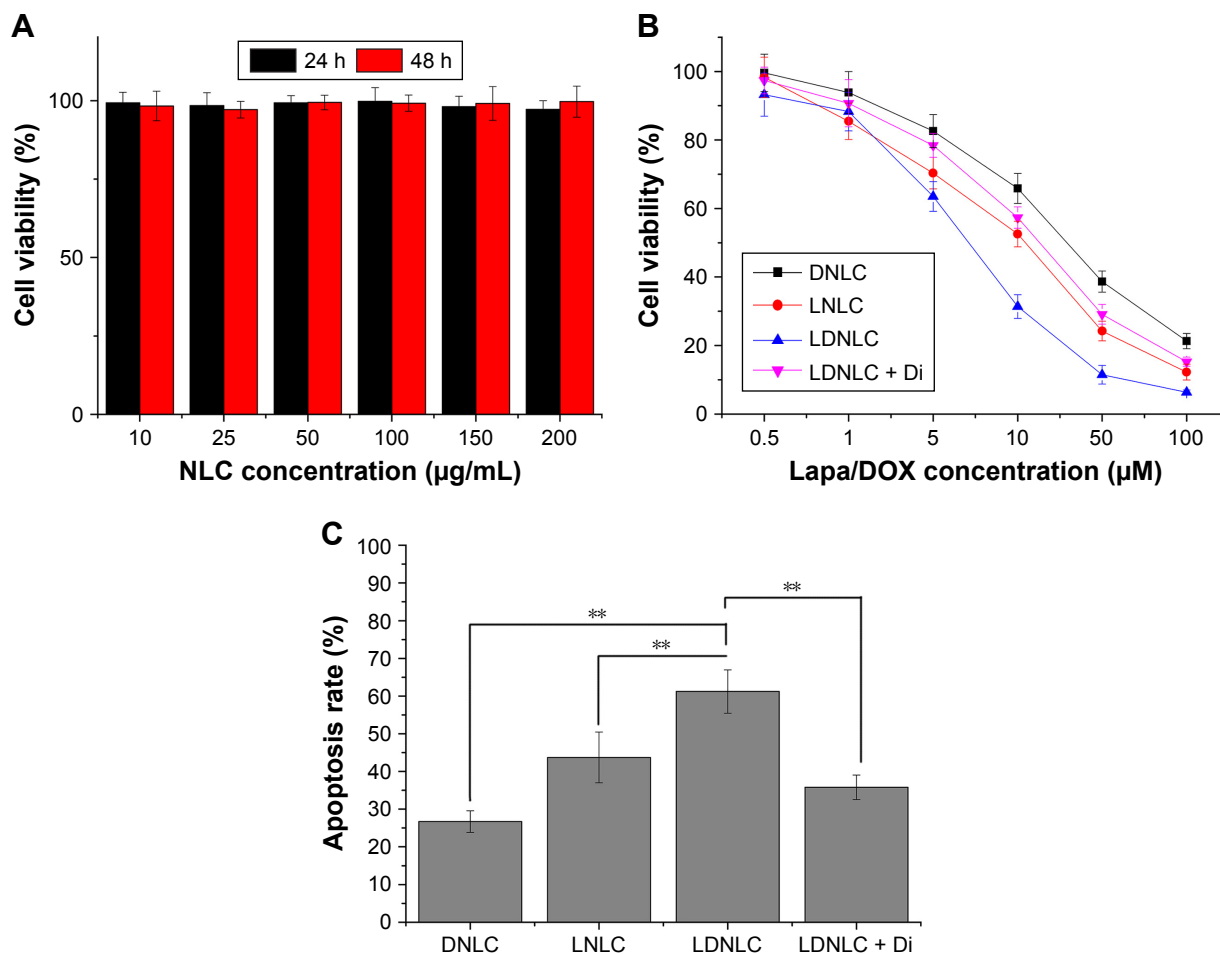 A
24 h
48 h
100
50
0
Cell viability (%)
10
25
50
100
150
200
NLC concentration (µg/mL)
B
100
80
60
40
20
0
Cell viability (%)
DNLC
LNLC
LDNLC
LDNLC + Di
0.5
1
5
10
50
100
Lapa/DOX concentration (µM)
C
100
90
80
70
60
50
40
30
20
10
0
Apoptosis rate (%)
**
**
**
DNLC
LNLC
LDNLC
LDNLC + Di